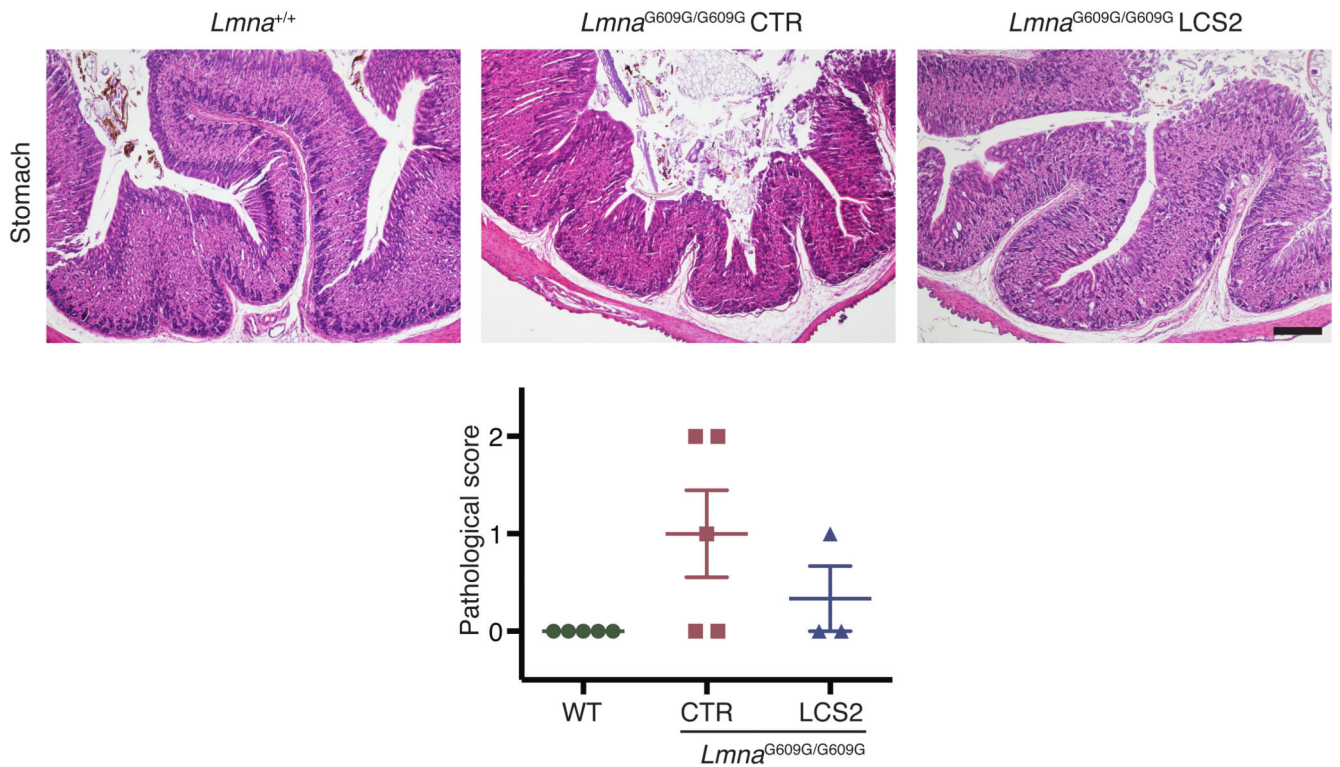 Lmna+/+
LmnaG609G/G609G CTR
LmnaG609G/G609G LCS2
Stomach
Pathological score
2
1
0
WT
CTR
LCS2
LmnaG609G/G609G